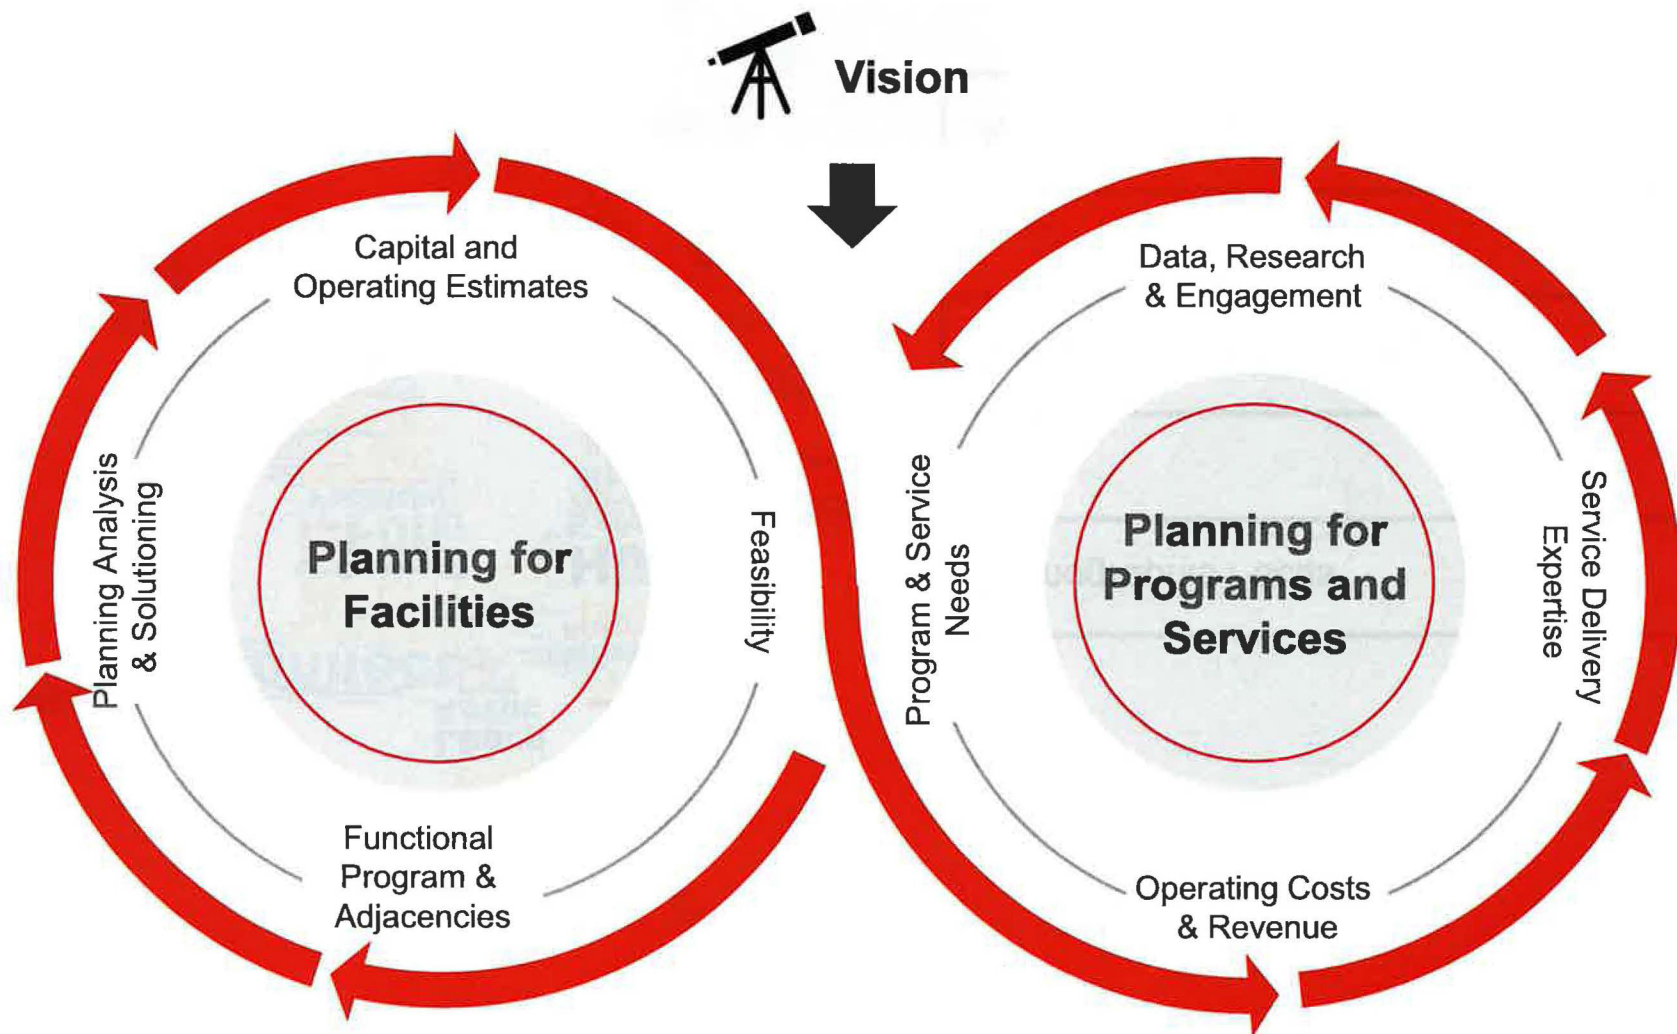 Vision
Capital and
Operating Estimates
Planning Analysis
& Solutioning
Planning for
Facilities
Feasibility
Functional
Program &
Adjacencies
Data, Research
& Engagement
Program & Service
Needs
Planning for
Programs and
Services
Service Delivery
Expertise
Operating Costs
& Revenue